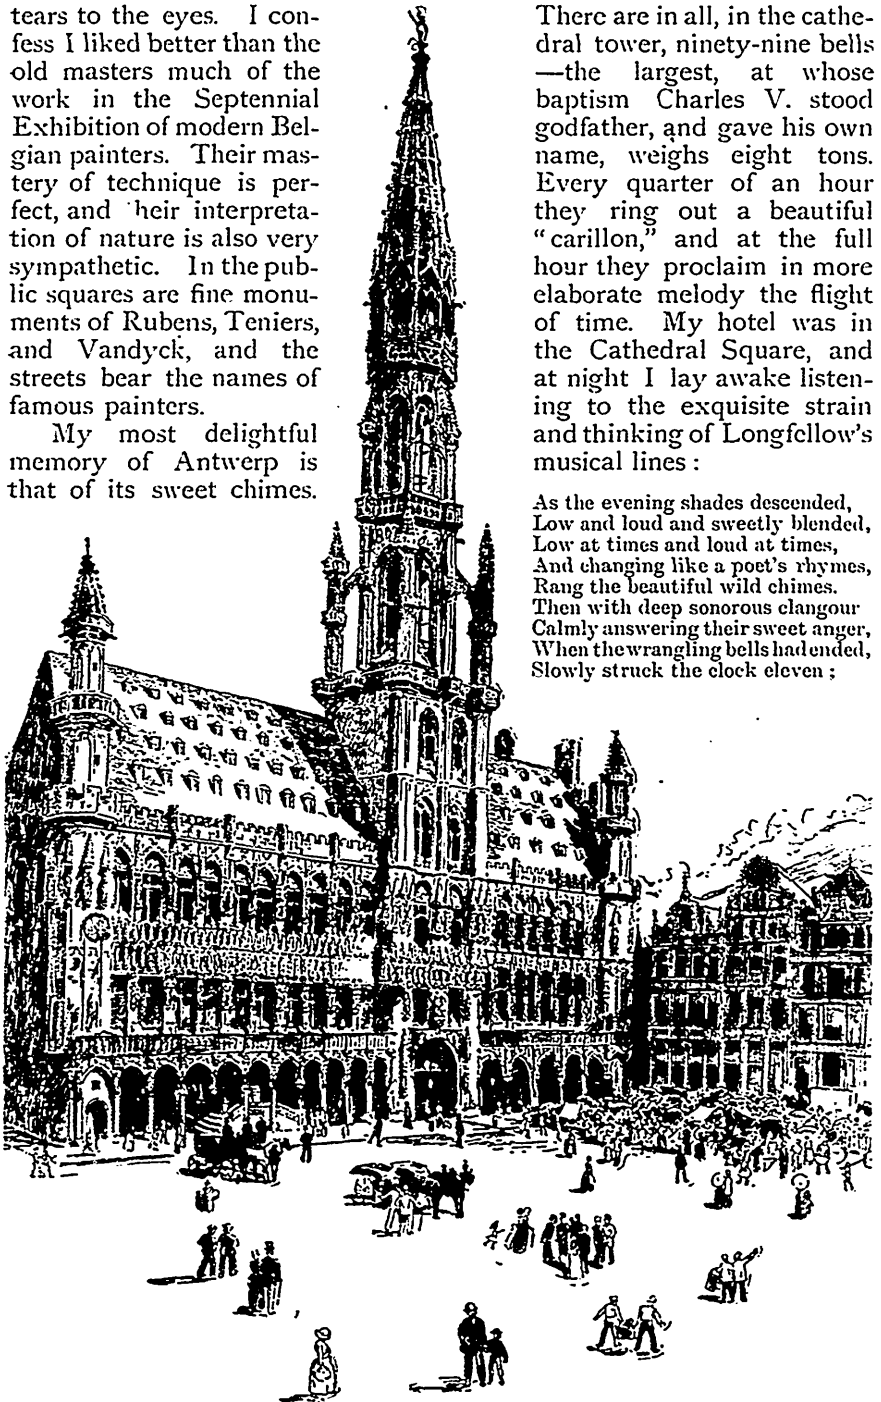 tears to the eyes. I con-
fess I liked better than the
old masters much of the
work in the Septennial
Exhibition of modern Bel-
gian painters. Their mas-
tery of technique is per-
fect, and heir interpreta-
tion of nature is also very
sympathetic. In the pub-
lic squares are fine monu-
ments of Rubens, Teniers,
and Vandyck, and the
streets bear the names of
famous painters.
My most delightful
memory of Antwerp is
that of its sweet chimes.
There are in all, in the cathe-
dral tower, ninety-nine bells
—the largest, at whose
baptism Charles V. stood
godfather, and gave his own
name, weighs eight tons.
Every quarter of an hour
they ring out a beautiful
“carillon,” and at the full
hour they proclaim in more
elaborate melody the flight
of time. My hotel was in
the Cathedral Square, and
at night I lay awake listen-
ing to the exquisite strain
and thinking of Longfellow's
musical lines :
As the evening shades descended,
Low and loud and sweetly blended,
Low at times and loud at times,
And changing like a poet's rhymes,
Rang the beautiful wild chimes.
Then with deep sonorous clangour
Calmly answering their sweet anger,
When the wrangling bells had ended,
Slowly struck the clock eleven ;